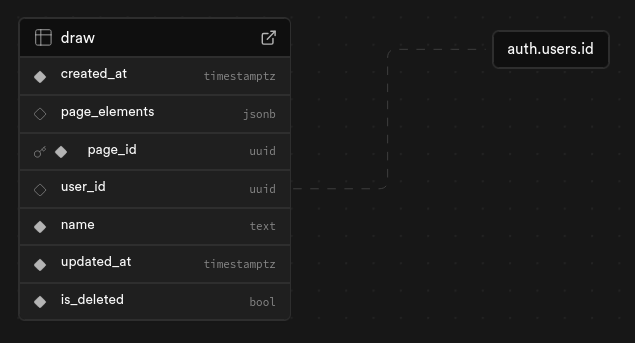 draw
auth.users.id
created_at timestamptz
page_elements jsonb
page_id uuid
user_id uuid
name text
updated_at timestamptz
is_deleted bool